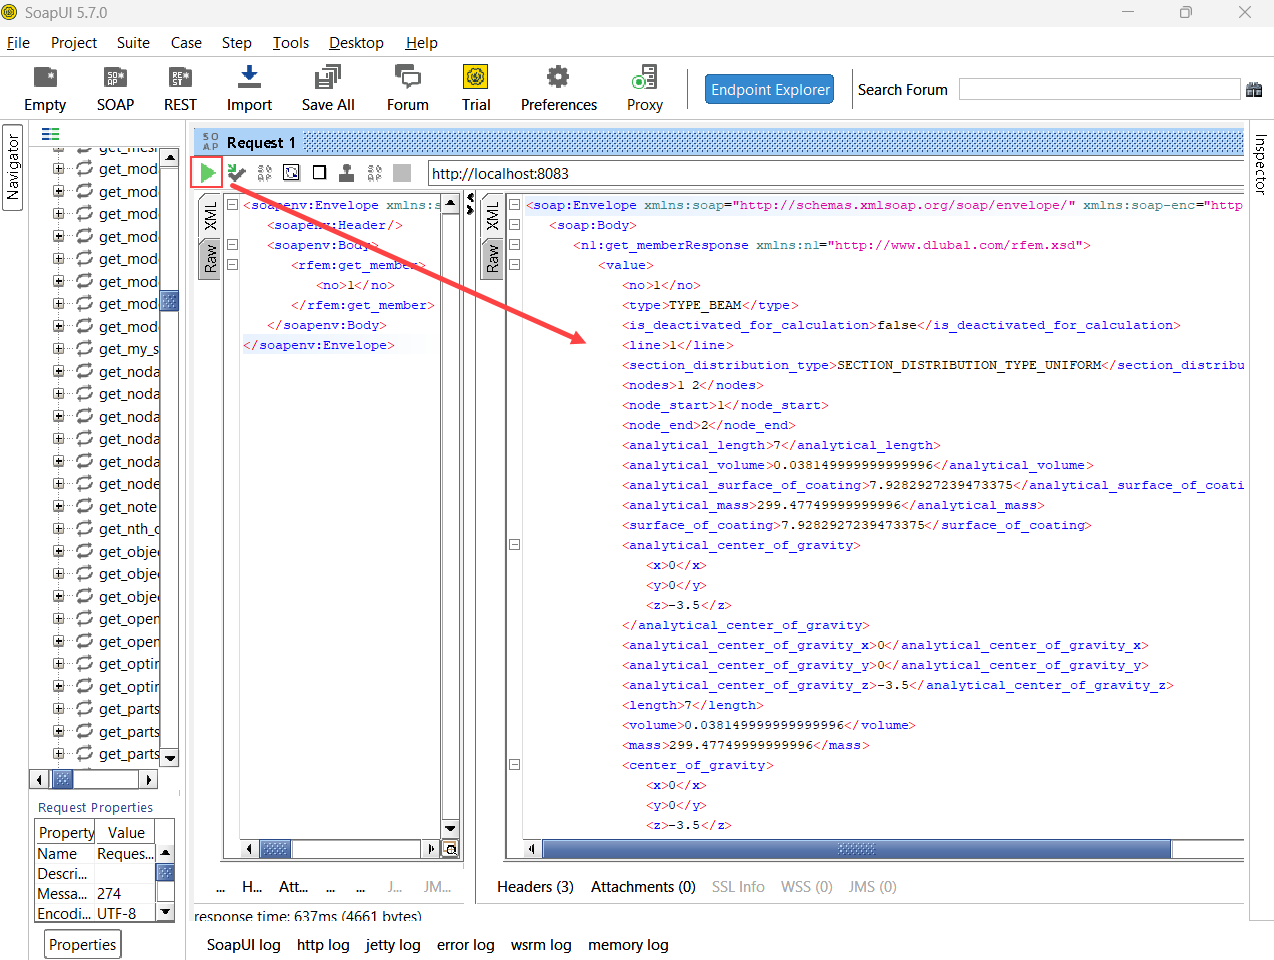 SoapUI 5.7.0
File Project Suite Case Step Tools Desktop Help
Empty SOAP REST Import Save All Forum Trial Preferences Proxy Endpoint Explorer Search Forum
Navigator
Inspector
SO AP Request 1
http://localhost:8083
get_mod
get_mod
get_mod
get_mod
get_mod
get_mod
get_mod
get_mod
get_my_s
get_noda
get_noda
get_noda
get_noda
get_noda
get_node
get_note
get_nth_c
get_obje
get_obje
get_obje
get_open
get_open
get_optin
get_optin
get_parts
get_parts
get_parts
Request Properties
Property Value
Name Reques...
Descri...
Messa... 274
Encodi... UTF-8
Properties
XML
Raw
<soapenv:Envelope xmlns:s
<soapenv:Header/>
<soapenv:Body>
<rfem:get_member>
<no>1</no>
</rfem:get_member>
</soapenv:Body>
</soapenv:Envelope>
... H... Att... ... ... J... JM...
XML
Raw
<soap:Envelope xmlns:soap="http://schemas.xmlsoap.org/soap/envelope/" xmlns:soap-enc="http
<soap:Body>
<n1:get_memberResponse xmlns:n1="http://www.dlubal.com/rfem.xsd">
<value>
<no>1</no>
<type>TYPE_BEAM</type>
<is_deactivated_for_calculation>false</is_deactivated_for_calculation>
<line>1</line>
<section_distribution_type>SECTION_DISTRIBUTION_TYPE_UNIFORM</section_distribu
<nodes>1 2</nodes>
<node_start>1</node_start>
<node_end>2</node_end>
<analytical_length>7</analytical_length>
<analytical_volume>0.038149999999999996</analytical_volume>
<analytical_surface_of_coating>7.9282927239473375</analytical_surface_of_coati
<analytical_mass>299.47749999999996</analytical_mass>
<surface_of_coating>7.9282927239473375</surface_of_coating>
<analytical_center_of_gravity>
<x>0</x>
<y>0</y>
<z>-3.5</z>
</analytical_center_of_gravity>
<analytical_center_of_gravity_x>0</analytical_center_of_gravity_x>
<analytical_center_of_gravity_y>0</analytical_center_of_gravity_y>
<analytical_center_of_gravity_z>-3.5</analytical_center_of_gravity_z>
<length>7</length>
<volume>0.038149999999999996</volume>
<mass>299.47749999999996</mass>
<center_of_gravity>
<x>0</x>
<y>0</y>
<z>-3.5</z>
Headers (3) Attachments (0) SSL Info WSS (0) JMS (0)
response time: 637ms (4661 bytes)
SoapUI log http log jetty log error log wsrm log memory log